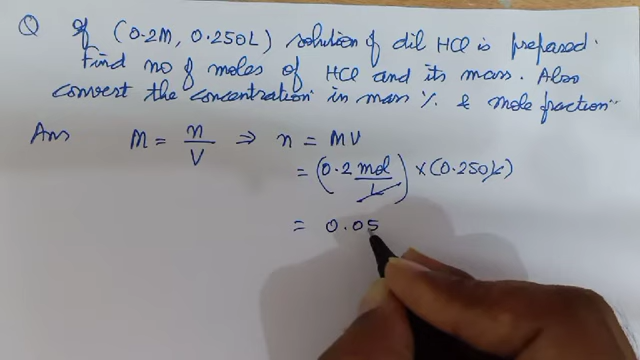 Q If (0.2M, 0.250L) solution of dil HCl is prepared.
Find no of moles of HCl and its mass. Also
convert the concentration in mass % & mole fraction..
Ans M = n/V ⇒ n = MV
= (0.2 mol/L) × (0.250L)
= 0.05